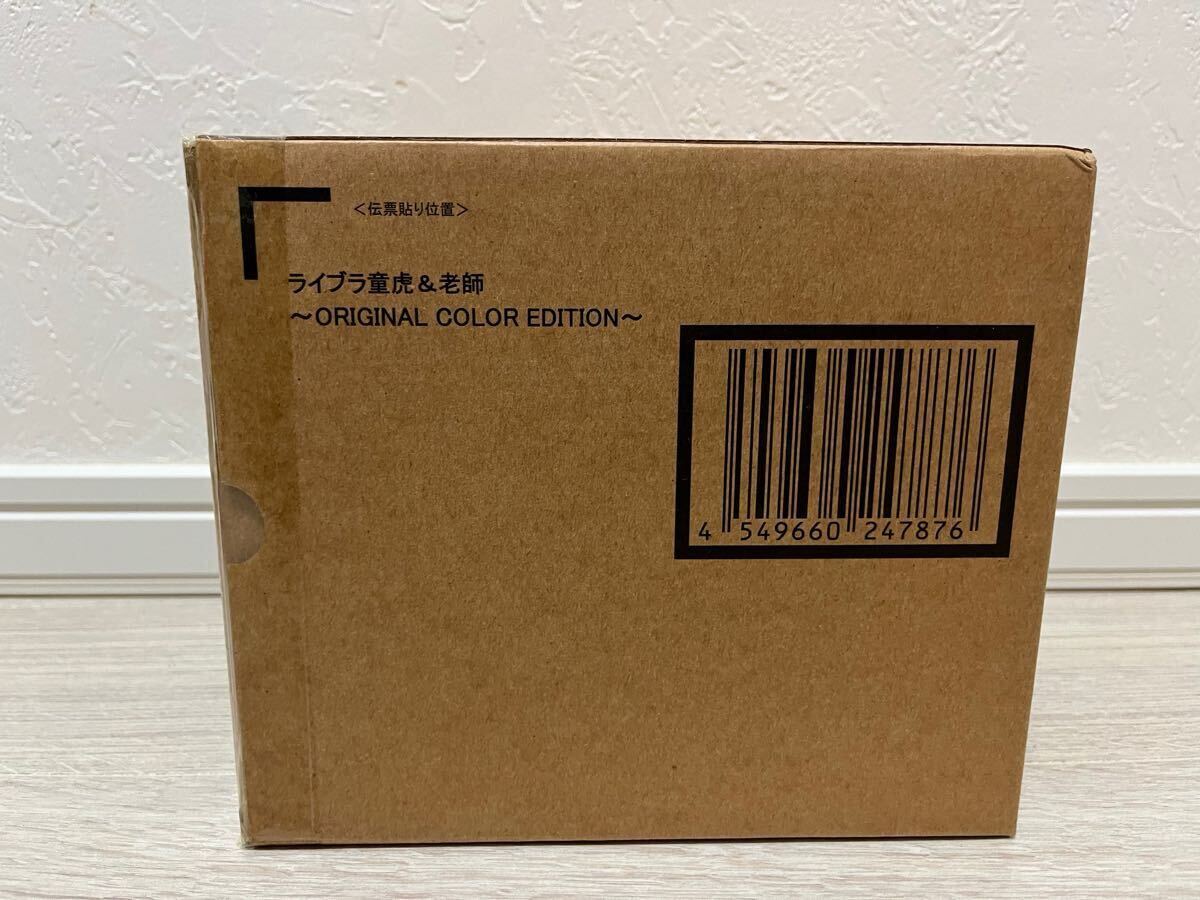 ＜伝票貼り位置＞
ライブラ童虎＆老師
～ORIGINAL COLOR EDITION～
4 549660 247876